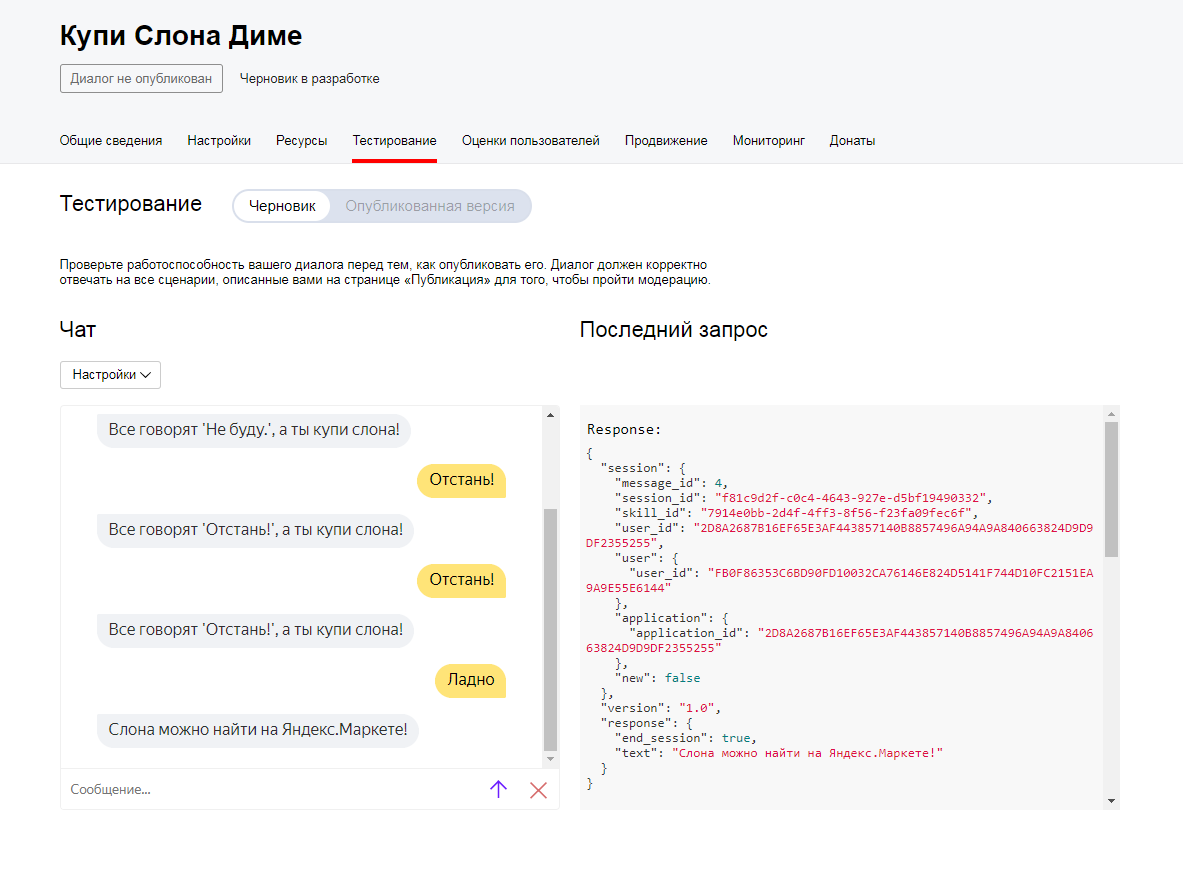 Купи Слона Диме
Диалог не опубликован
Черновик в разработке
Общие сведения Настройки Ресурсы Тестирование Оценки пользователей Продвижение Мониторинг Донаты
Тестирование
Черновик
Опубликованная версия
Проверьте работоспособность вашего диалога перед тем, как опубликовать его. Диалог должен корректно
отвечать на все сценарии, описанные вами на странице «Публикация» для того, чтобы пройти модерацию.
Чат
Настройки
Все говорят 'Не буду.', а ты купи слона!
Отстань!
Все говорят 'Отстань!', а ты купи слона!
Отстань!
Все говорят 'Отстань!', а ты купи слона!
Ладно
Слона можно найти на Яндекс.Маркете!
Сообщение...
Последний запрос
Response:
{
"session": {
"message_id": 4,
"session_id": "f81c9d2f-c0c4-4643-927e-d5bf19490332",
"skill_id": "7914e0bb-2d4f-4ff3-8f56-f23fa09fec6f",
"user_id": "2D8A2687B16EF65E3AF443857140B8857496A94A9A840663824D9D9
DF2355255",
"user": {
"user_id": "FB0F86353C6BD90FD10032CA76146E824D5141F744D10FC2151EA
9A9E55E6144"
},
"application": {
"application_id": "2D8A2687B16EF65E3AF443857140B8857496A94A9A8406
63824D9D9DF2355255"
},
"new": false
},
"version": "1.0",
"response": {
"end_session": true,
"text": "Слона можно найти на Яндекс.Маркете!"
}
}